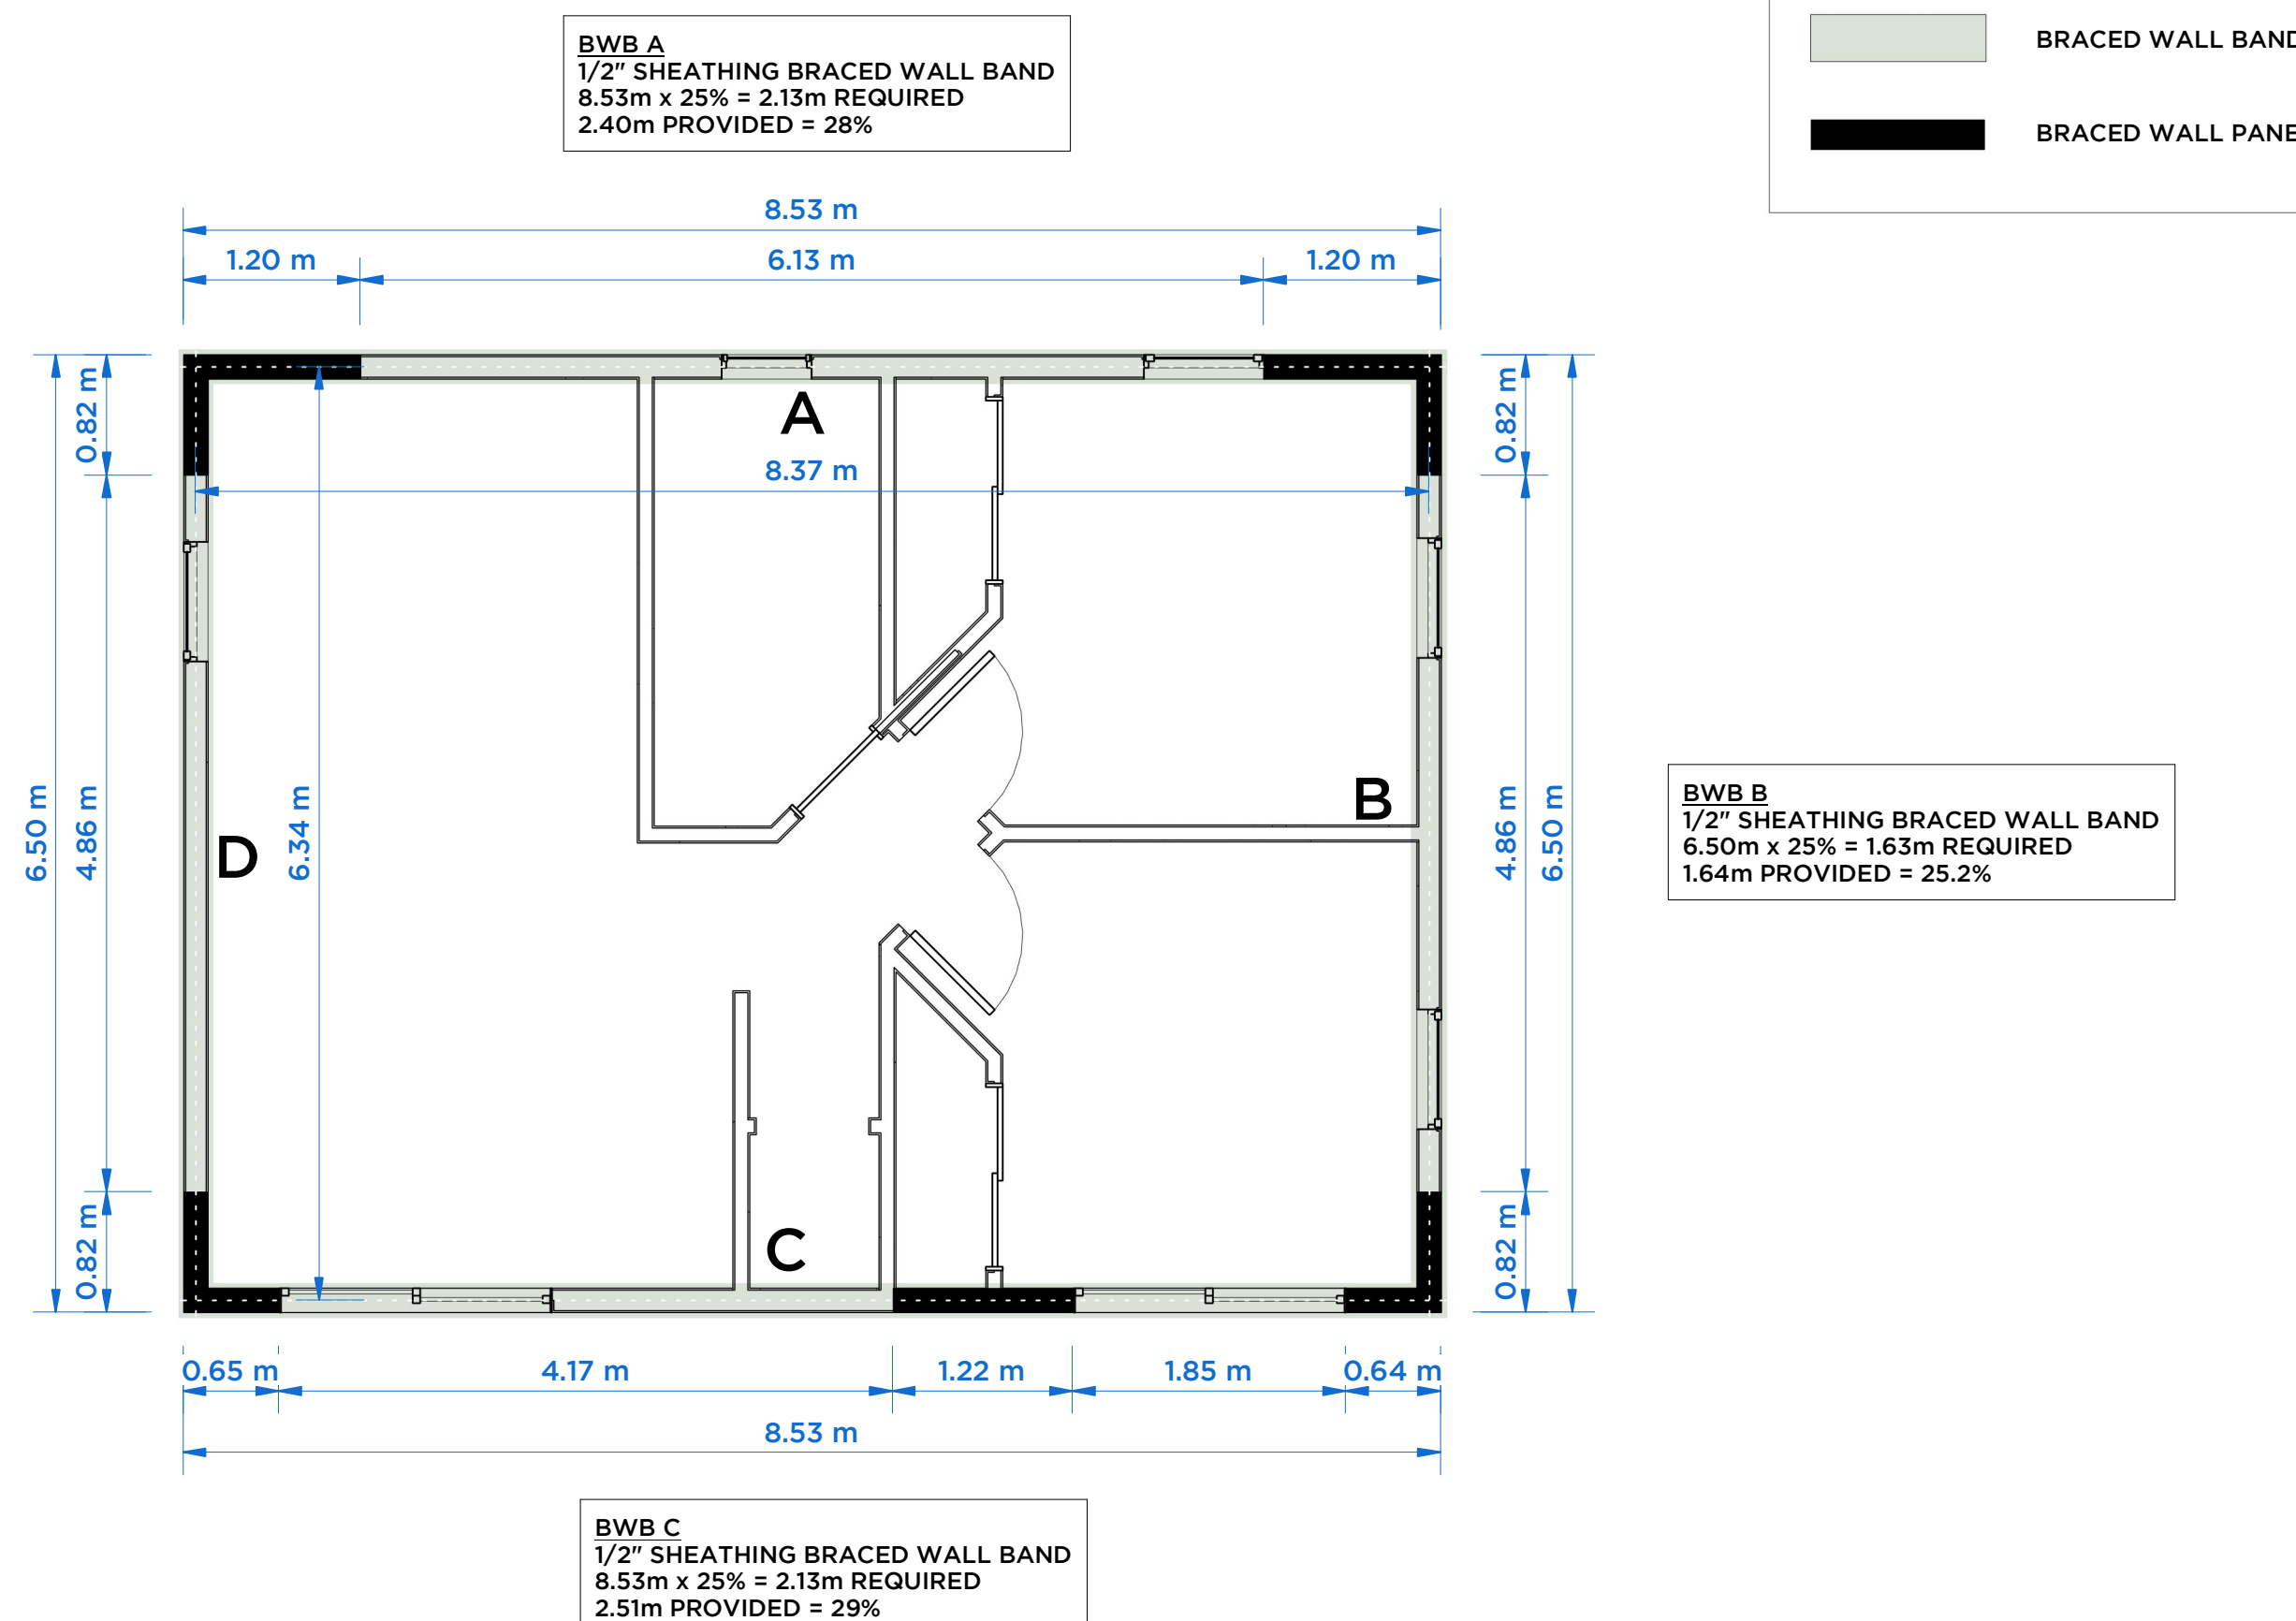 BWB A
1/2" SHEATHING BRACED WALL BAND
8.53m x 25% = 2.13m REQUIRED
2.40m PROVIDED = 28%
BRACED WALL BAND
BRACED WALL PANE
8.53 m
1.20 m
6.13 m
1.20 m
0.82 m
0.82 m
A
8.37 m
6.50 m
4.86 m
D
6.34 m
B
4.86 m
6.50 m
BWB B
1/2" SHEATHING BRACED WALL BAND
6.50m x 25% = 1.63m REQUIRED
1.64m PROVIDED = 25.2%
0.82 m
C
0.82 m
0.65 m
4.17 m
1.22 m
1.85 m
0.64 m
8.53 m
BWB C
1/2" SHEATHING BRACED WALL BAND
8.53m x 25% = 2.13m REQUIRED
2.51m PROVIDED = 29%